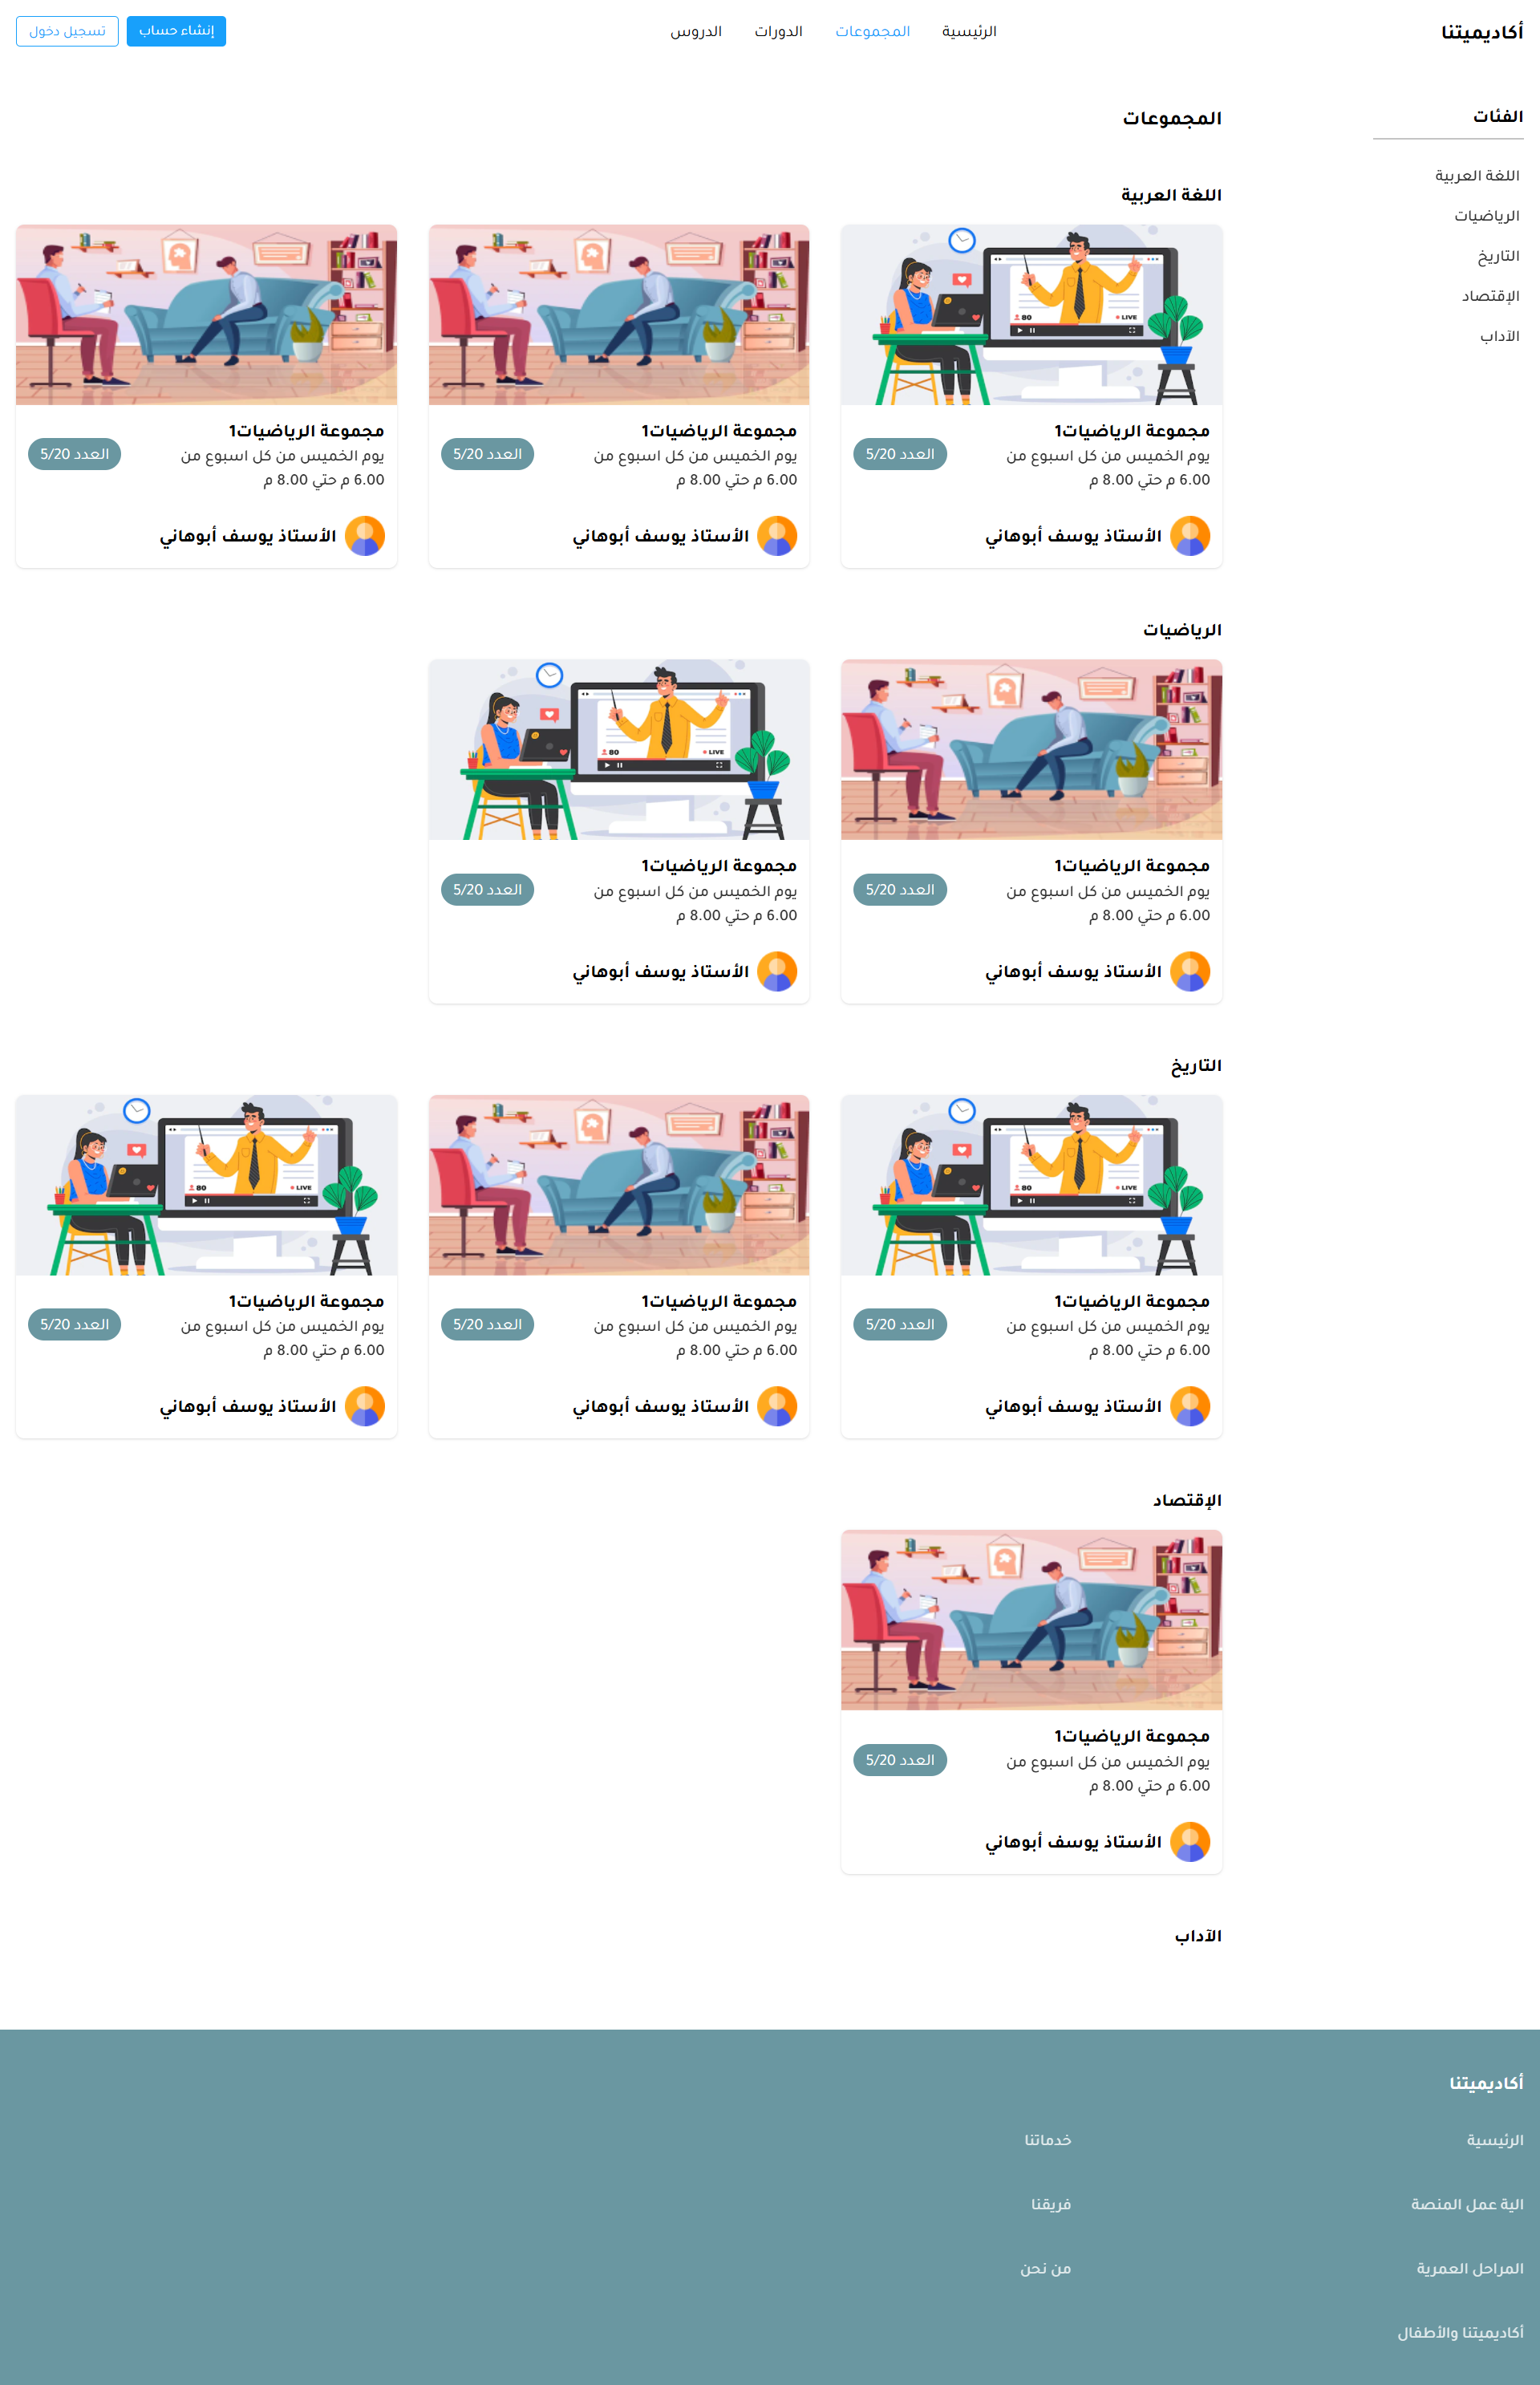 أكاديميتنا
الرئيسية
المجموعات
الدورات
الدروس
إنشاء حساب
تسجيل دخول
الفئات
اللغة العربية
الرياضيات
التاريخ
الإقتصاد
الآداب
المجموعات
اللغة العربية
80
LIVE
مجموعة الرياضيات1
يوم الخميس من كل اسبوع من
6.00 م حتي 8.00 م
العدد 5/20
الأستاذ يوسف أبوهاني
مجموعة الرياضيات1
يوم الخميس من كل اسبوع من
6.00 م حتي 8.00 م
العدد 5/20
الأستاذ يوسف أبوهاني
مجموعة الرياضيات1
يوم الخميس من كل اسبوع من
6.00 م حتي 8.00 م
العدد 5/20
الأستاذ يوسف أبوهاني
الرياضيات
مجموعة الرياضيات1
يوم الخميس من كل اسبوع من
6.00 م حتي 8.00 م
العدد 5/20
الأستاذ يوسف أبوهاني
80
LIVE
مجموعة الرياضيات1
يوم الخميس من كل اسبوع من
6.00 م حتي 8.00 م
العدد 5/20
الأستاذ يوسف أبوهاني
التاريخ
80
LIVE
مجموعة الرياضيات1
يوم الخميس من كل اسبوع من
6.00 م حتي 8.00 م
العدد 5/20
الأستاذ يوسف أبوهاني
مجموعة الرياضيات1
يوم الخميس من كل اسبوع من
6.00 م حتي 8.00 م
العدد 5/20
الأستاذ يوسف أبوهاني
80
LIVE
مجموعة الرياضيات1
يوم الخميس من كل اسبوع من
6.00 م حتي 8.00 م
العدد 5/20
الأستاذ يوسف أبوهاني
الإقتصاد
مجموعة الرياضيات1
يوم الخميس من كل اسبوع من
6.00 م حتي 8.00 م
العدد 5/20
الأستاذ يوسف أبوهاني
الآداب
أكاديميتنا
الرئيسية
الية عمل المنصة
المراحل العمرية
أكاديميتنا والأطفال
خدماتنا
فريقنا
من نحن